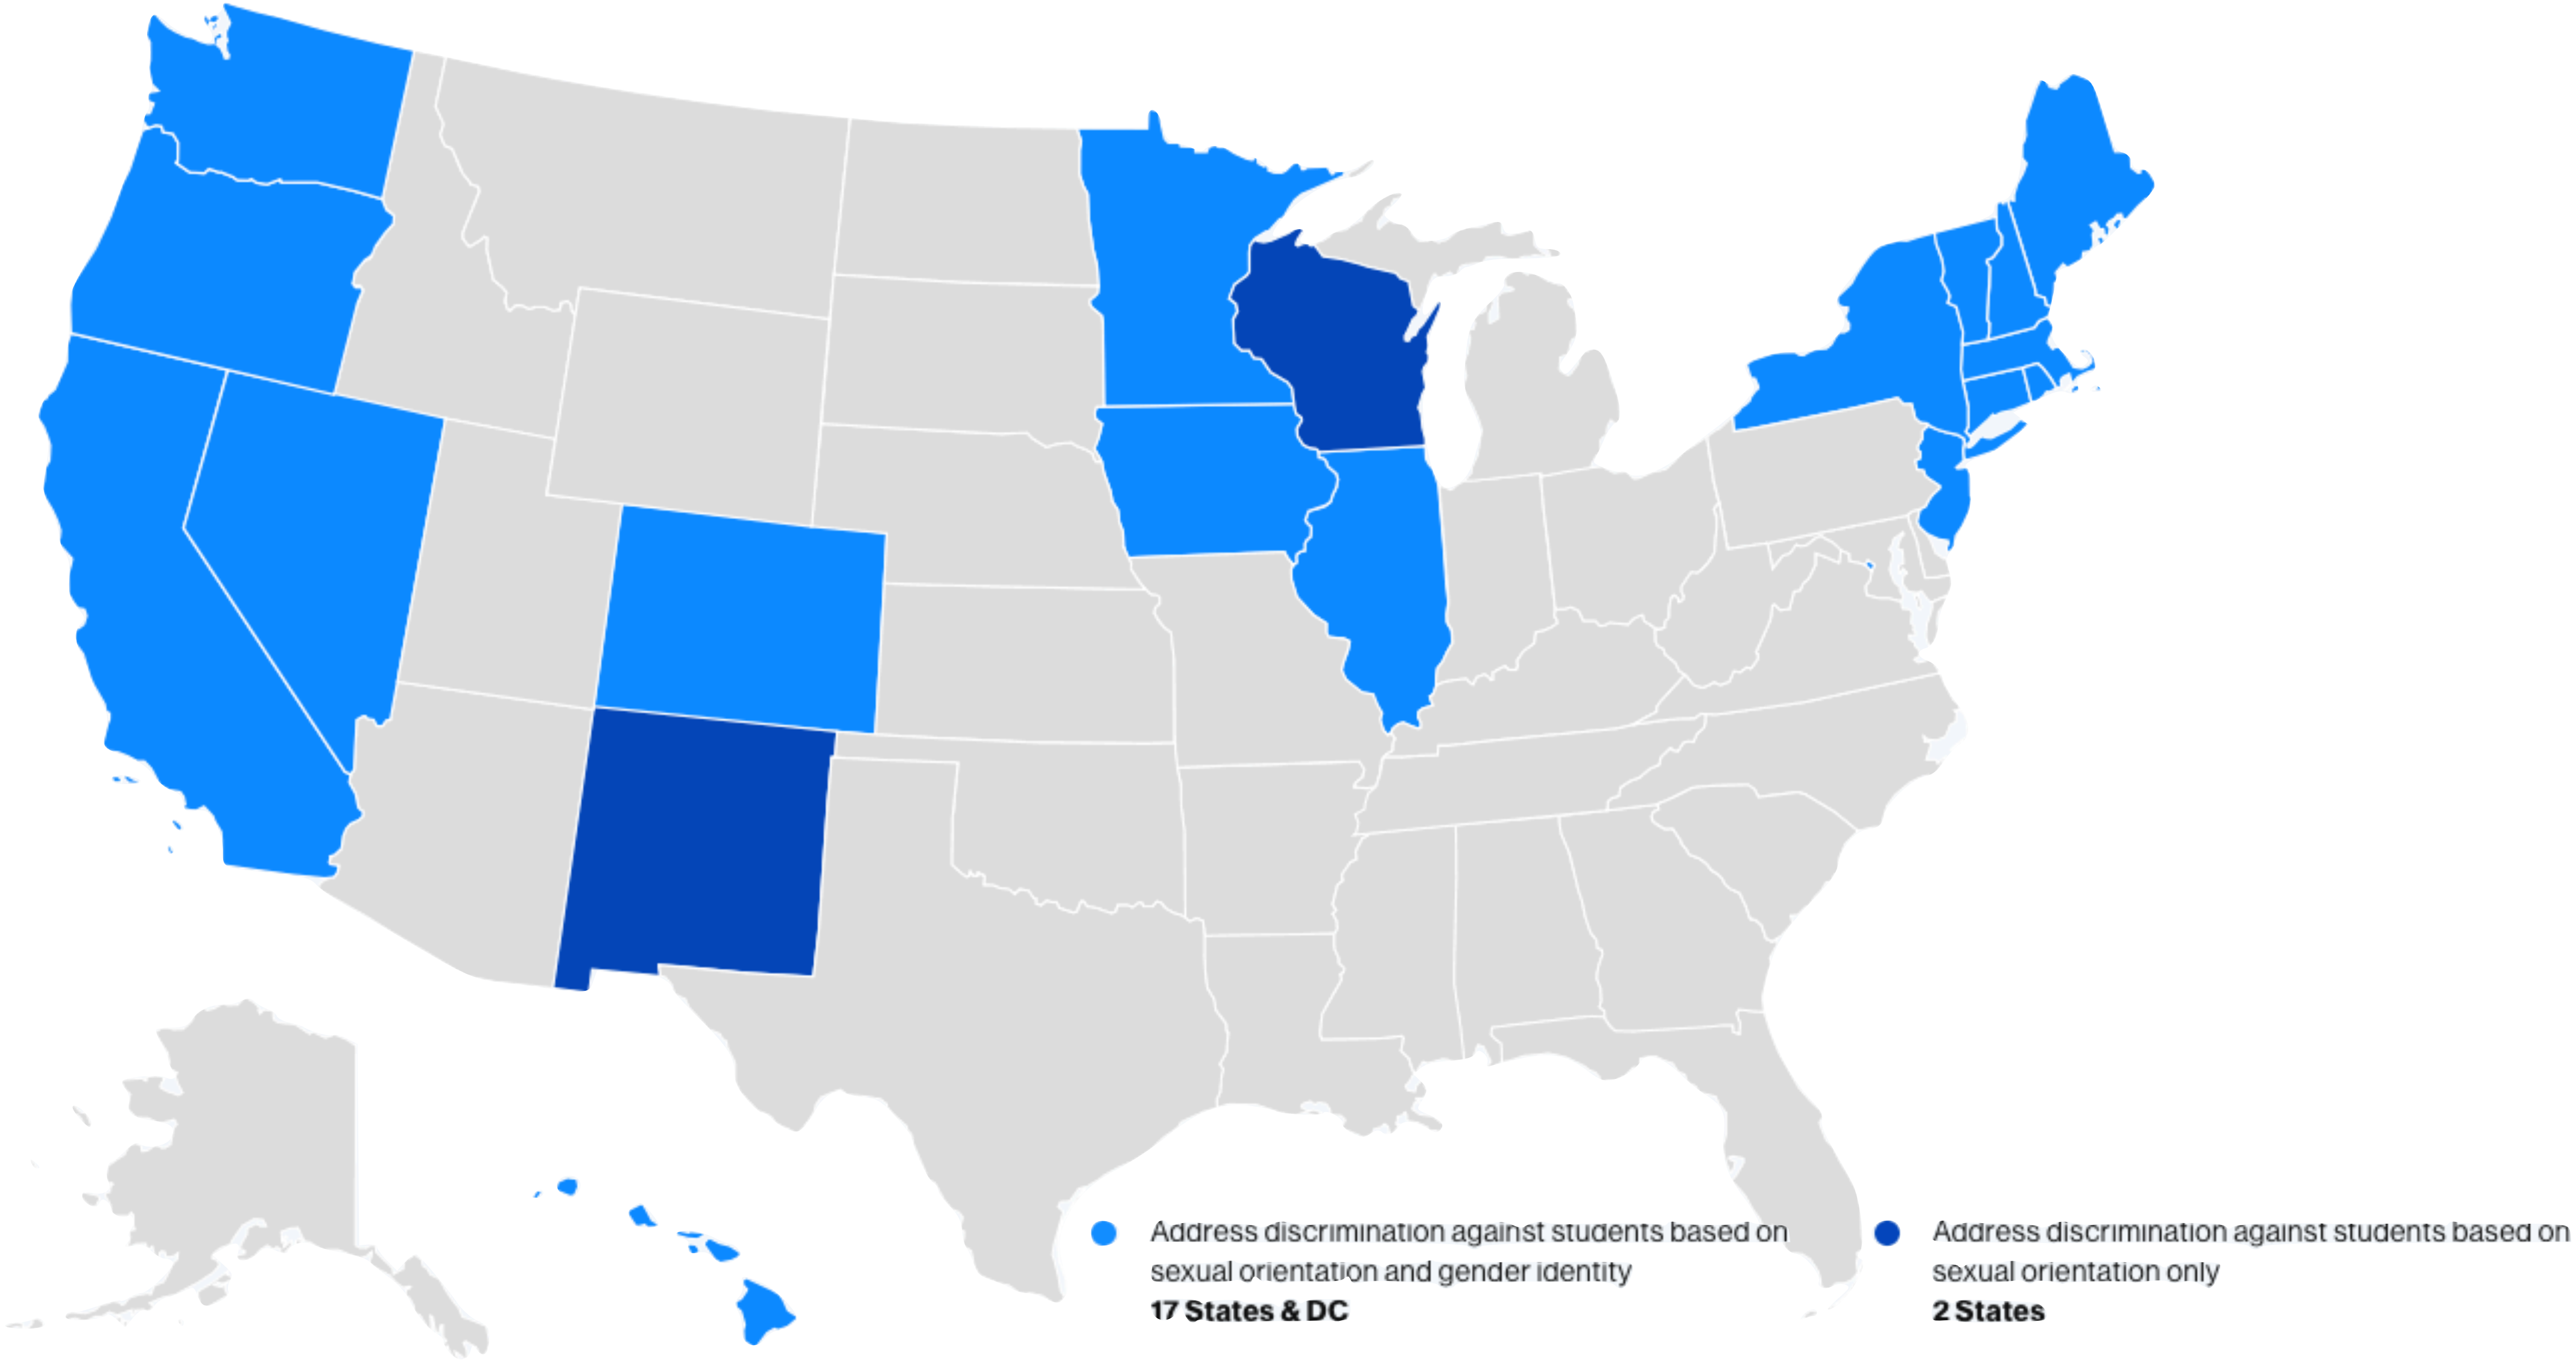 Address discrimination against students based on
sexual orientation and gender identity
17 States & DC
Address discrimination against students based on
sexual orientation only
2 States